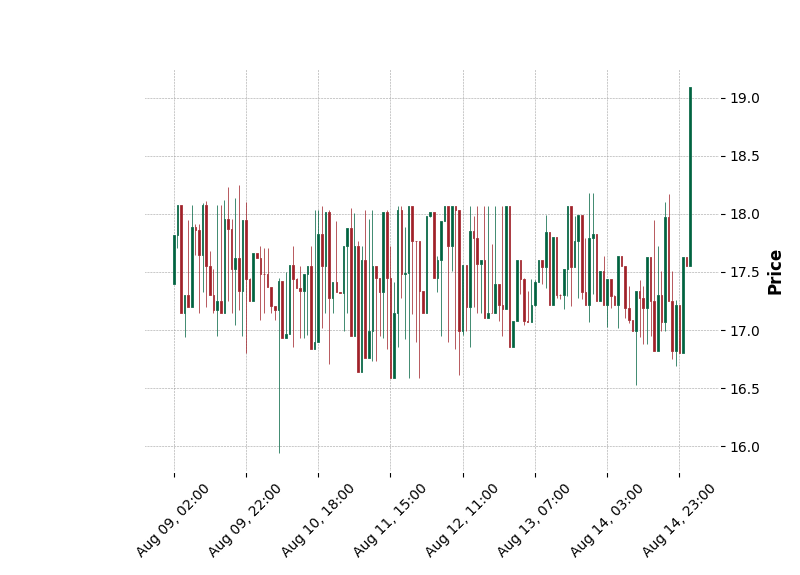 19.0
18.5
18.0
17.5
17.0
16.5
16.0
Price
Aug 09, 02:00
Aug 09, 22:00
Aug 10, 18:00
Aug 11, 15:00
Aug 12, 11:00
Aug 13, 07:00
Aug 14, 03:00
Aug 14, 23:00